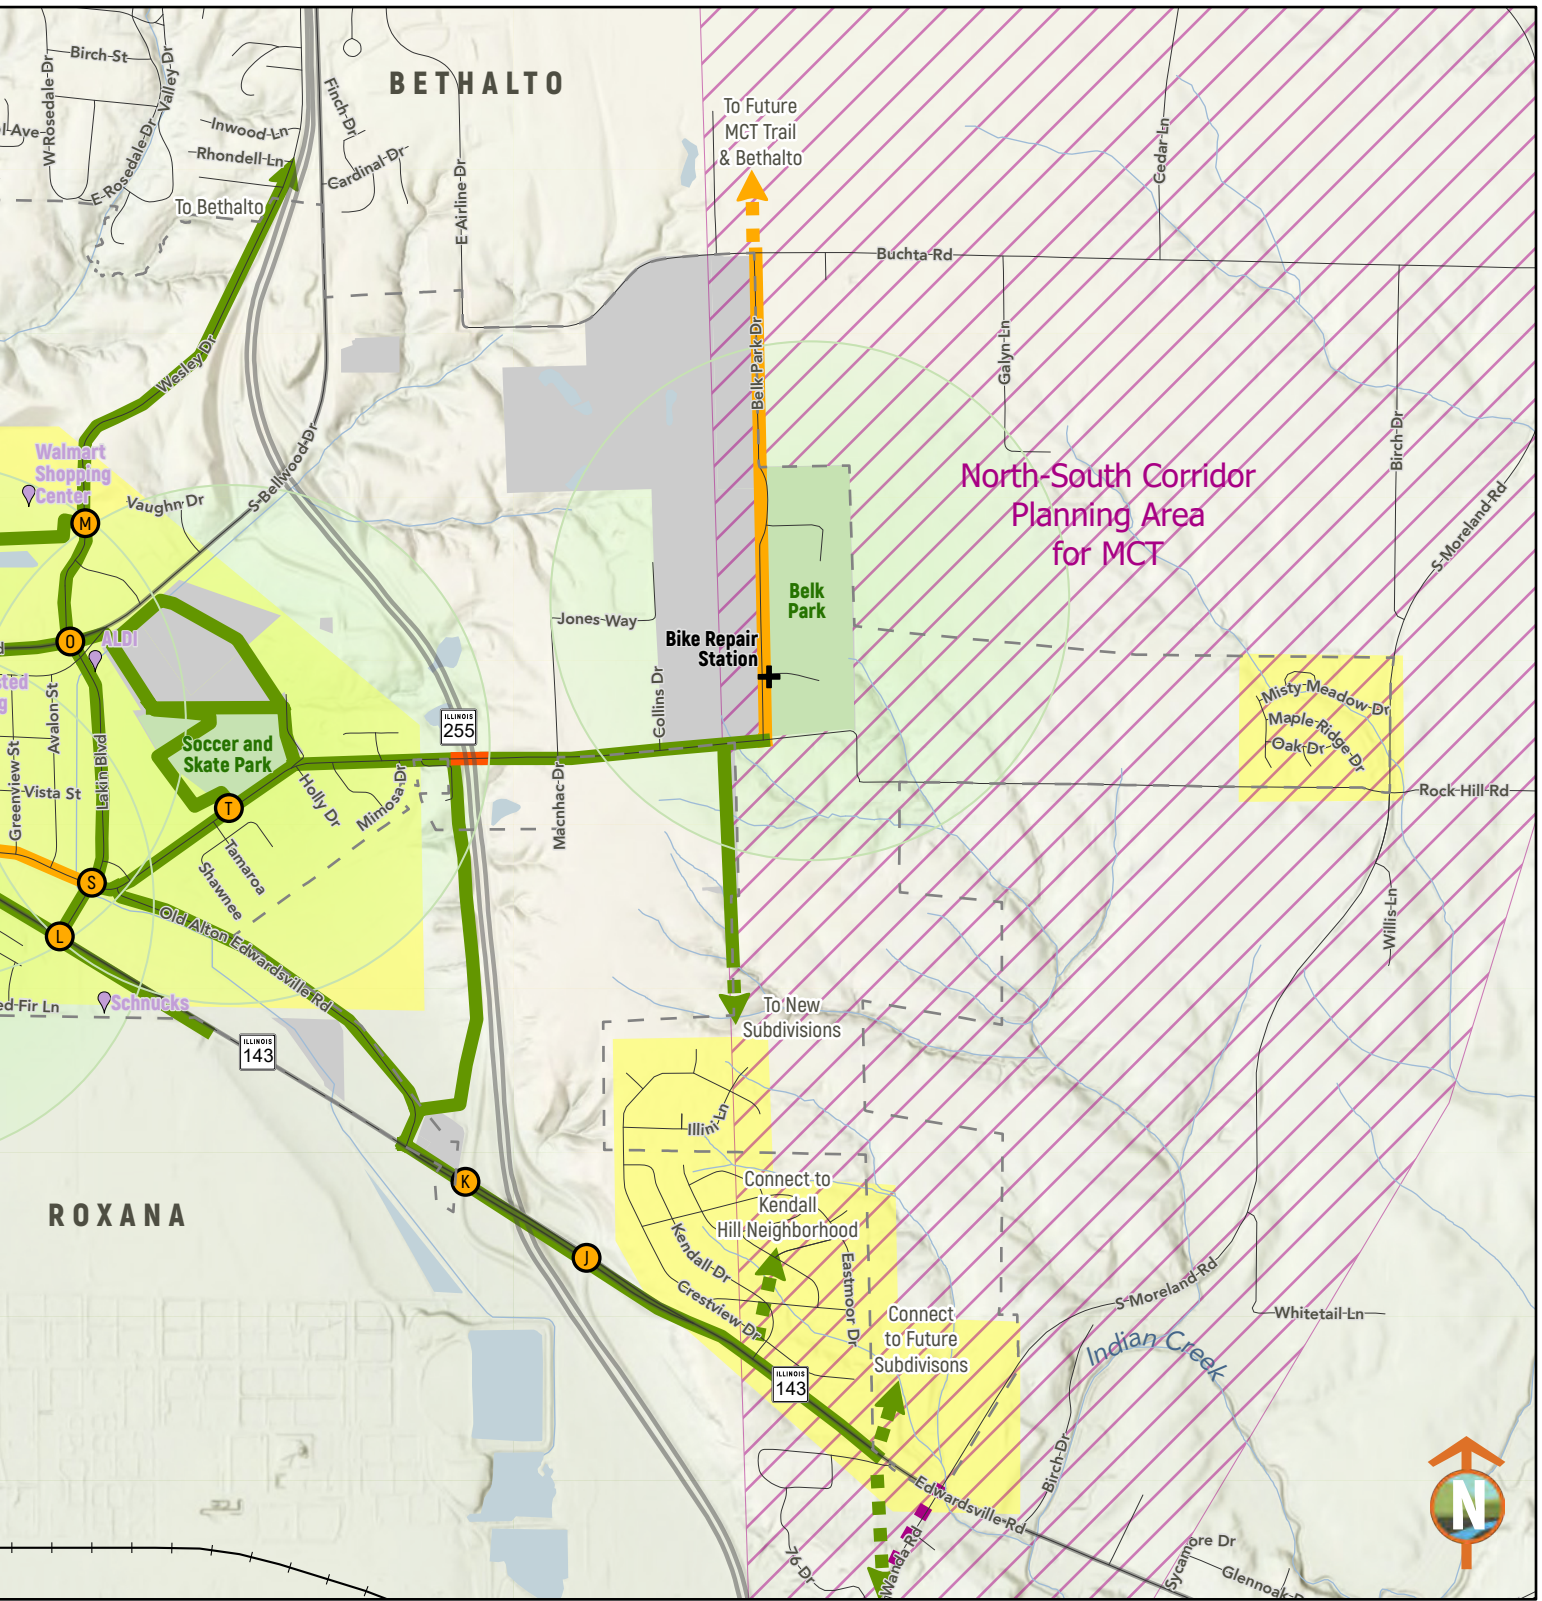 BETHALTO
Birch St
W Rosedale Dr
Valley Dr
E Rosedale Dr
Inwood Ln
Rhondell Ln
Finch Dr
Cardinal Dr
E Airline Dr
To Bethalto
To Future
MCT Trail
& Bethalto
Cedar Ln
Buchta Rd
Galyn Ln
Birch Dr
S Moreland Rd
Belk Park Dr
Wesley Dr
S Bellwood Dr
Walmart
Shopping
Center
Vaughn Dr
M
O
ALDI
North-South Corridor
Planning Area
for MCT
Belk
Park
Bike Repair
Station
Jones Way
Collins Dr
Macnhac Dr
ILLINOIS
255
Avalon St
Greenview St
Vista St
Lakin Blvd
Soccer and
Skate Park
T
Holly Dr
Mimosa Dr
Tamaroa
Shawnee
S
L
Old Alton Edwardsville Rd
Schnucks
ed Fir Ln
ILLINOIS
143
Misty Meadow Dr
Maple Ridge Dr
Oak Dr
Rock Hill Rd
Willis Ln
To New
Subdivisions
Illini Ln
Connect to
Kendall
Hill Neighborhood
Kendall Dr
Crestview Dr
Eastmoor Dr
K
J
ROXANA
Connect
to Future
Subdivisons
ILLINOIS
143
S Moreland Rd
Whitetail Ln
Indian Creek
Birch Dr
Edwardsville Rd
Wanda Rd
76 Dr
Sycamore Dr
Glennoak D
N